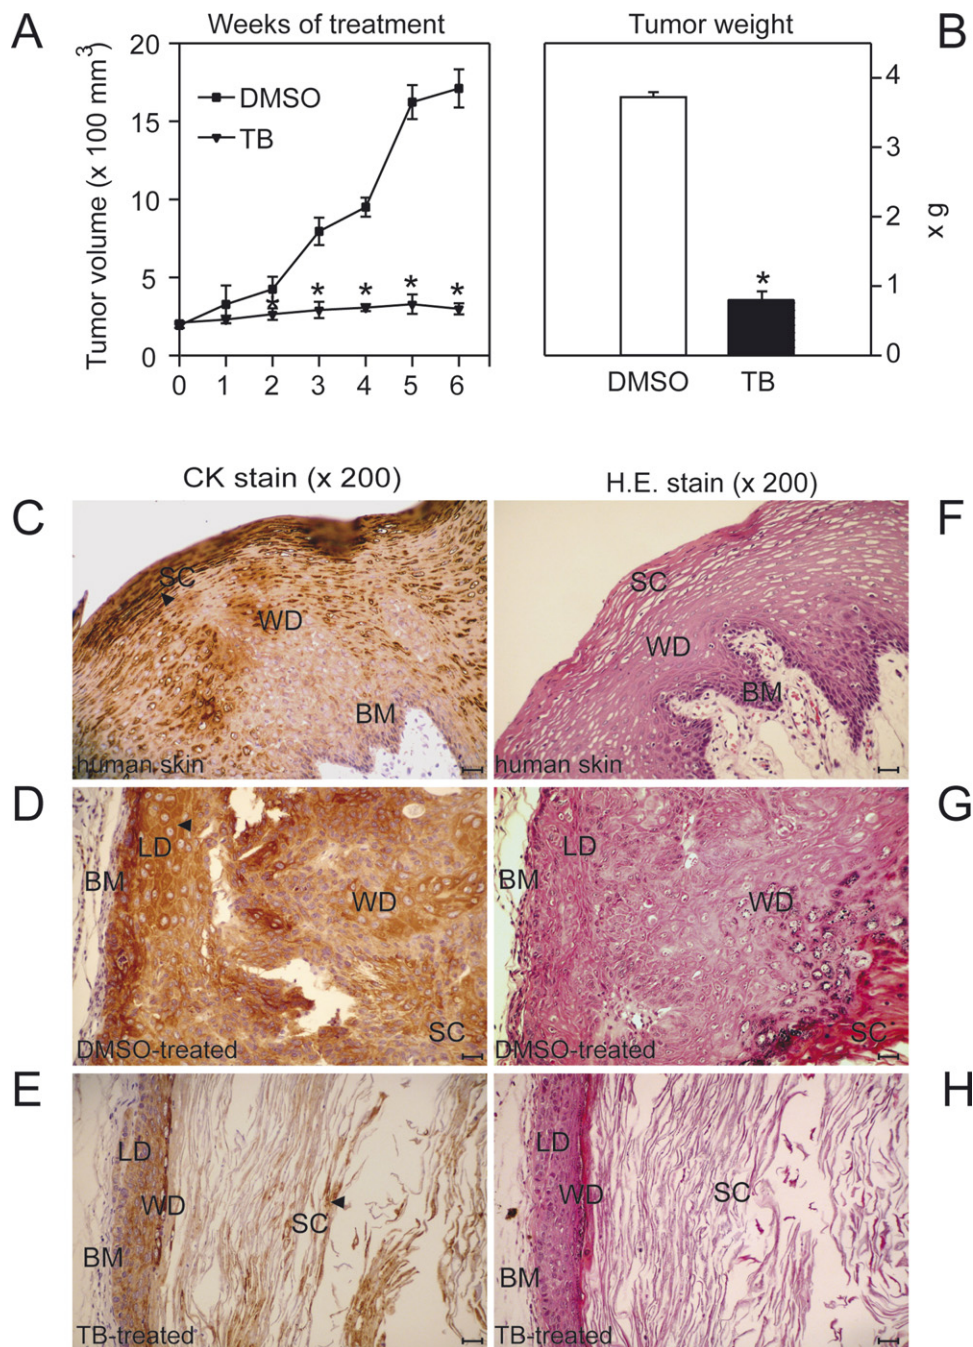 A
Weeks of treatment
Tumor weight
B
Tumor volume (x 100 mm³)
20
15
10
5
0
DMSO
TB
* * * * *
0 1 2 3 4 5 6
4
3
2
1
0
x g
*
DMSO TB
CK stain (x 200)
H.E. stain (x 200)
C
SC
WD
BM
human skin
F
SC
WD
BM
human skin
D
LD
BM
WD
SC
DMSO-treated
G
LD
BM
WD
SC
DMSO-treated
E
LD
WD
SC
BM
TB-treated
H
LD
WD
SC
BM
TB-treated